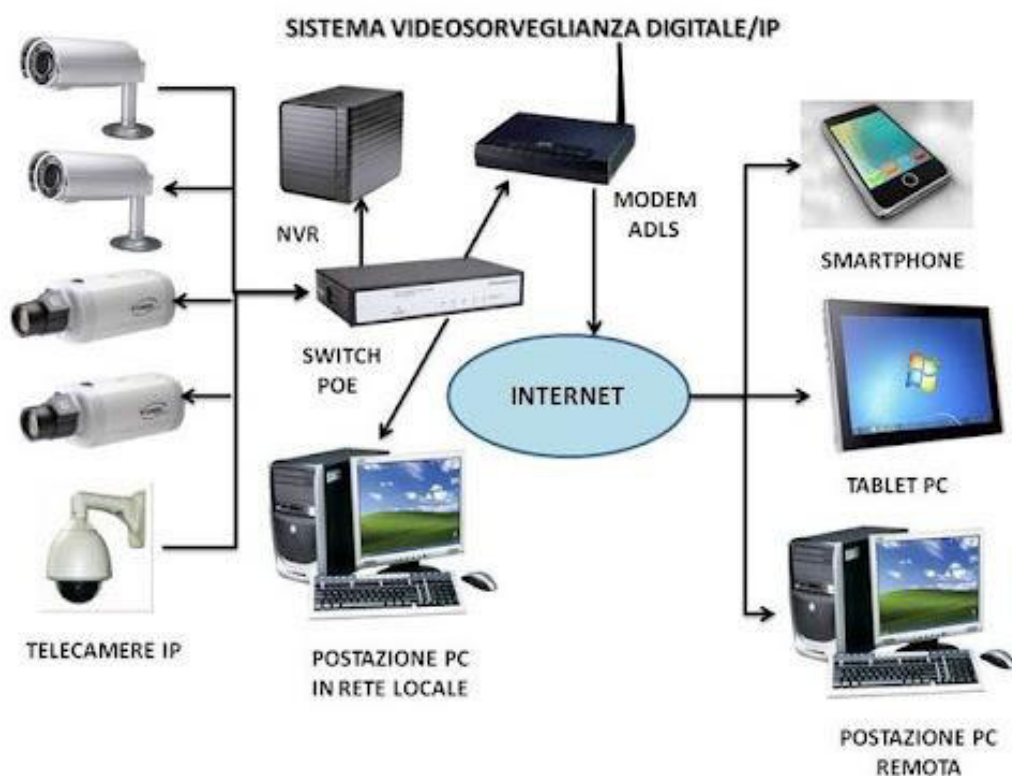 SISTEMA VIDEOSORVEGLIANZA DIGITALE/IP
NVR
MODEM
ADLS
SMARTPHONE
SWITCH
POE
INTERNET
TABLET PC
TELECAMERE IP
POSTAZIONE PC
IN RETE LOCALE
POSTAZIONE PC
REMOTA